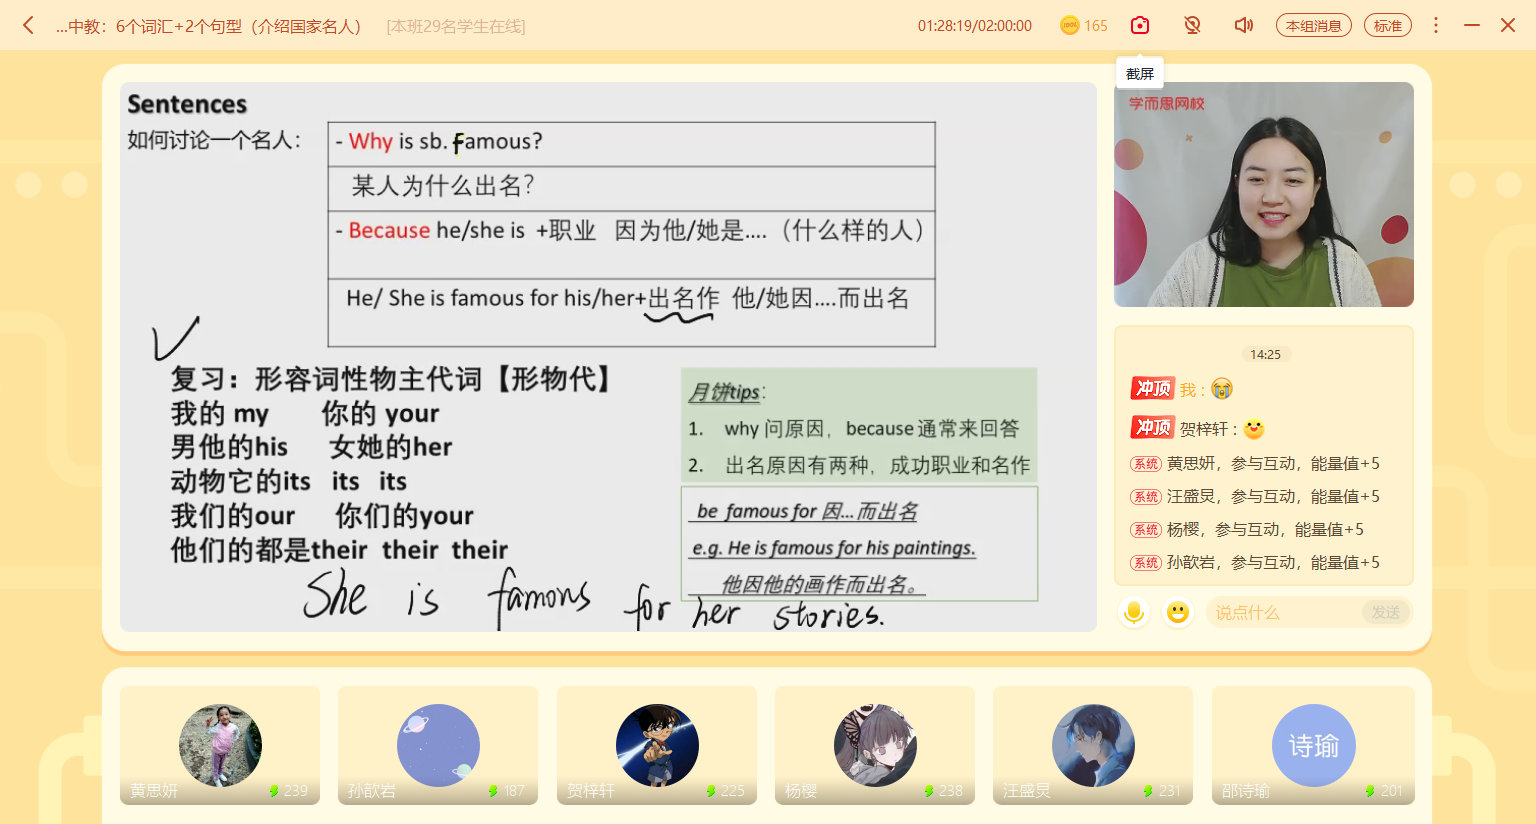 ...中教：6个词汇+2个句型（介绍国家名人） [本班29名学生在线] 01:28:19/02:00:00 165 本组消息 标准
截屏
Sentences
如何讨论一个名人：
- Why is sb. famous?
某人为什么出名？
- Because he/she is +职业 因为他/她是....（什么样的人）
He/ She is famous for his/her+出名作 他/她因....而出名
复习：形容词性物主代词【形物代】
我的 my 你的 your
男他的his 女她的her
动物它的its its its
我们的our 你们的your
他们的都是their their their
月饼tips：
1. why 问原因，because 通常来回答
2. 出名原因有两种，成功职业和名作
be famous for 因...而出名
e.g. He is famous for his paintings.
他因他的画作而出名。
She is famous for her stories.
学而思网校
14:25
冲顶 我：
冲顶 贺梓轩：
系统 黄思妍，参与互动，能量值+5
系统 汪盛炅，参与互动，能量值+5
系统 杨樱，参与互动，能量值+5
系统 孙歆岩，参与互动，能量值+5
说点什么 发送
诗瑜
黄思妍 239
孙歆岩 187
贺梓轩 225
杨樱 238
汪盛炅 231
邵诗瑜 201